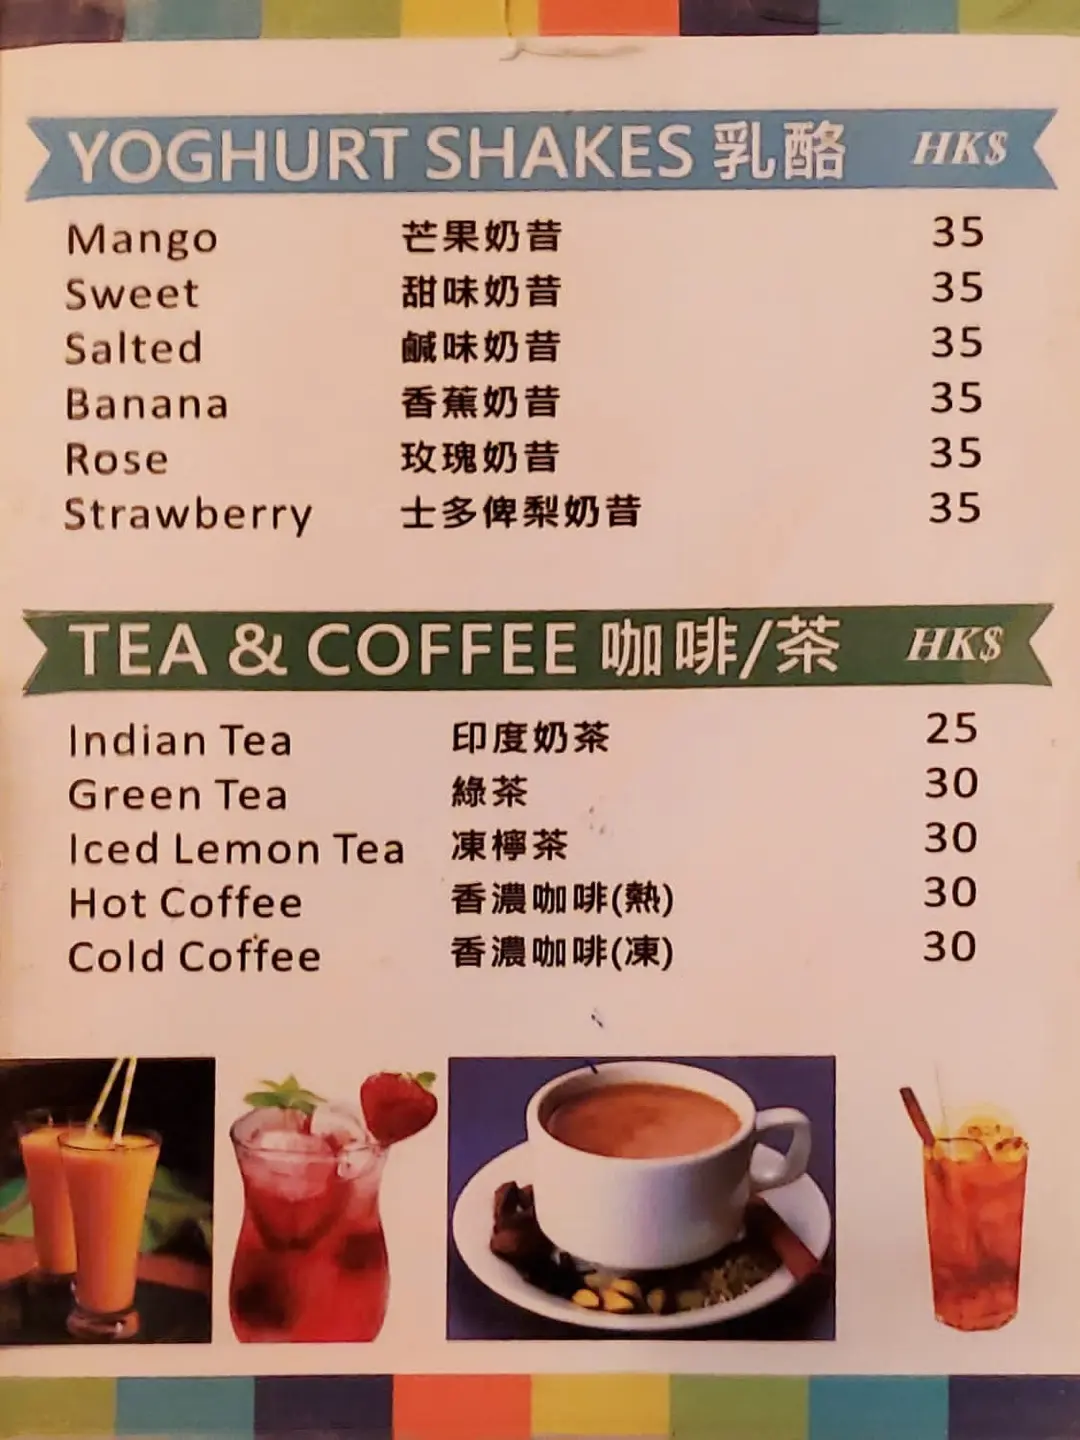 YOGHURT SHAKES 乳酪 HK$
Mango 芒果奶昔 35
Sweet 甜味奶昔 35
Salted 鹹味奶昔 35
Banana 香蕉奶昔 35
Rose 玫瑰奶昔 35
Strawberry 士多俾梨奶昔 35
TEA & COFFEE 咖啡/茶 HK$
Indian Tea 印度奶茶 25
Green Tea 綠茶 30
Iced Lemon Tea 凍檸茶 30
Hot Coffee 香濃咖啡(熱) 30
Cold Coffee 香濃咖啡(凍) 30